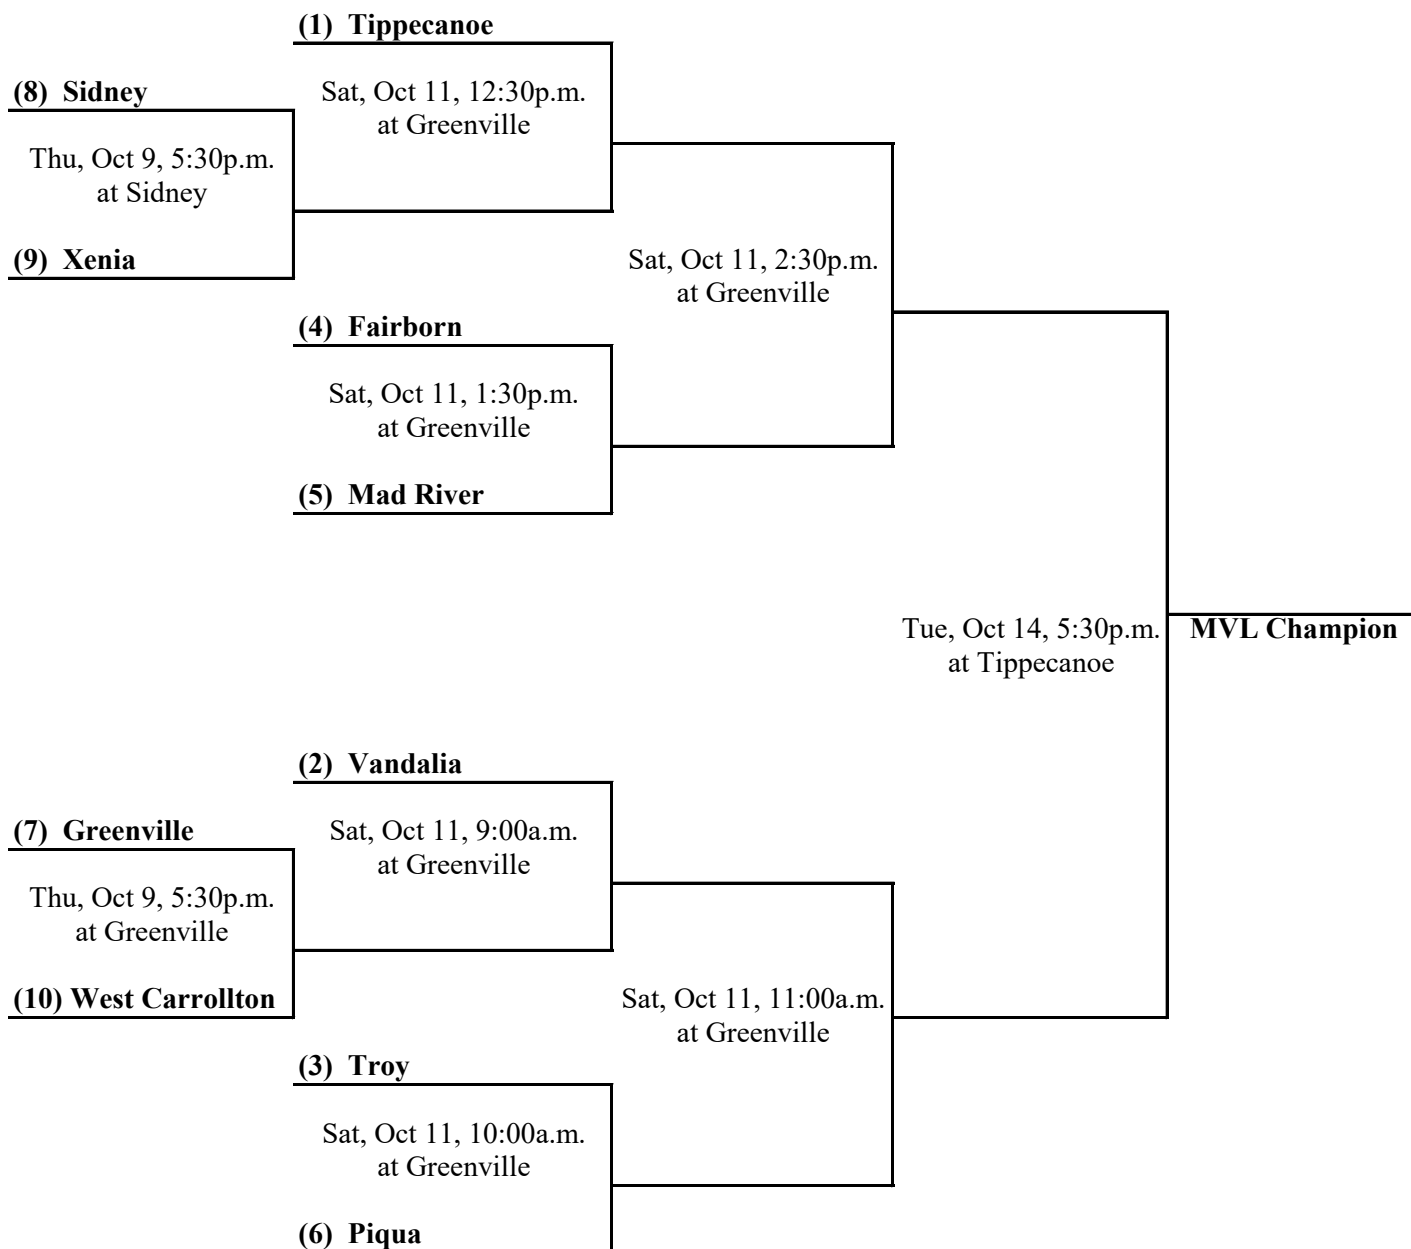 (1) Tippecanoe
(8) Sidney
Sat, Oct 11, 12:30p.m.
at Greenville
Thu, Oct 9, 5:30p.m.
at Sidney
(9) Xenia
Sat, Oct 11, 2:30p.m.
at Greenville
(4) Fairborn
Sat, Oct 11, 1:30p.m.
at Greenville
(5) Mad River
Tue, Oct 14, 5:30p.m.
at Tippecanoe
MVL Champion
(2) Vandalia
(7) Greenville
Sat, Oct 11, 9:00a.m.
at Greenville
Thu, Oct 9, 5:30p.m.
at Greenville
(10) West Carrollton
Sat, Oct 11, 11:00a.m.
at Greenville
(3) Troy
Sat, Oct 11, 10:00a.m.
at Greenville
(6) Piqua